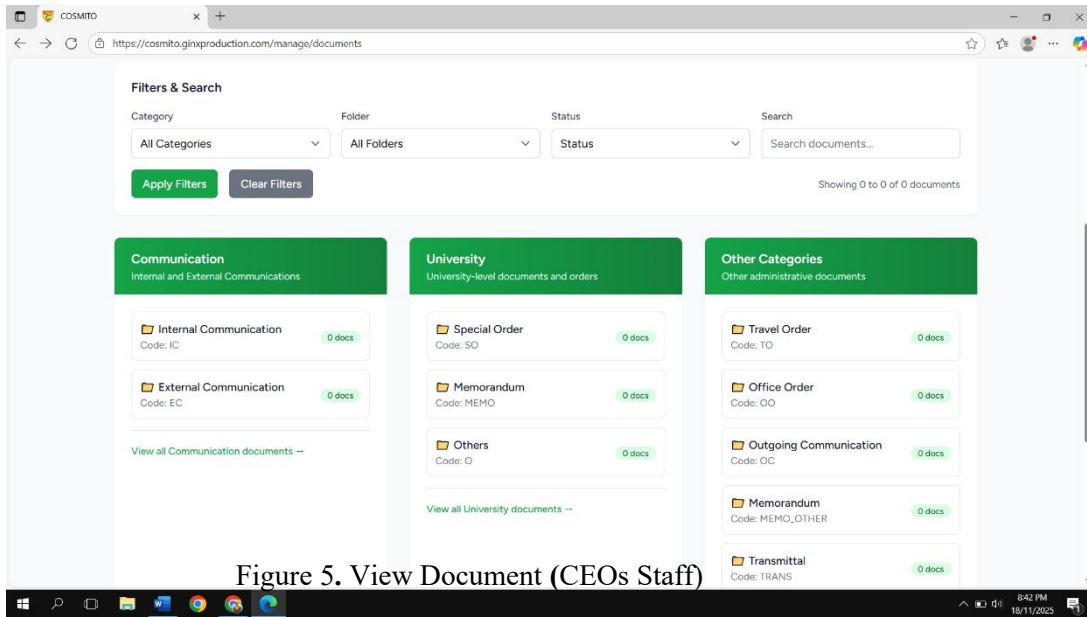 COSMITO
https://cosmito.ginxproduction.com/manage/documents
Filters & Search
Category
Folder
Status
Search
All Categories
All Folders
Status
Search documents...
Apply Filters
Clear Filters
Showing 0 to 0 of 0 documents
Communication
Internal and External Communications
Internal Communication
Code: IC
0 docs
External Communication
Code: EC
0 docs
View all Communication documents →
University
University-level documents and orders
Special Order
Code: SO
0 docs
Memorandum
Code: MEMO
0 docs
Others
Code: O
0 docs
View all University documents →
Other Categories
Other administrative documents
Travel Order
Code: TO
0 docs
Office Order
Code: OO
0 docs
Outgoing Communication
Code: OC
0 docs
Memorandum
Code: MEMO_OTHER
0 docs
Transmittal
Code: TRANS
0 docs
Figure 5. View Document (CEOs Staff)
8:42 PM
18/11/2025